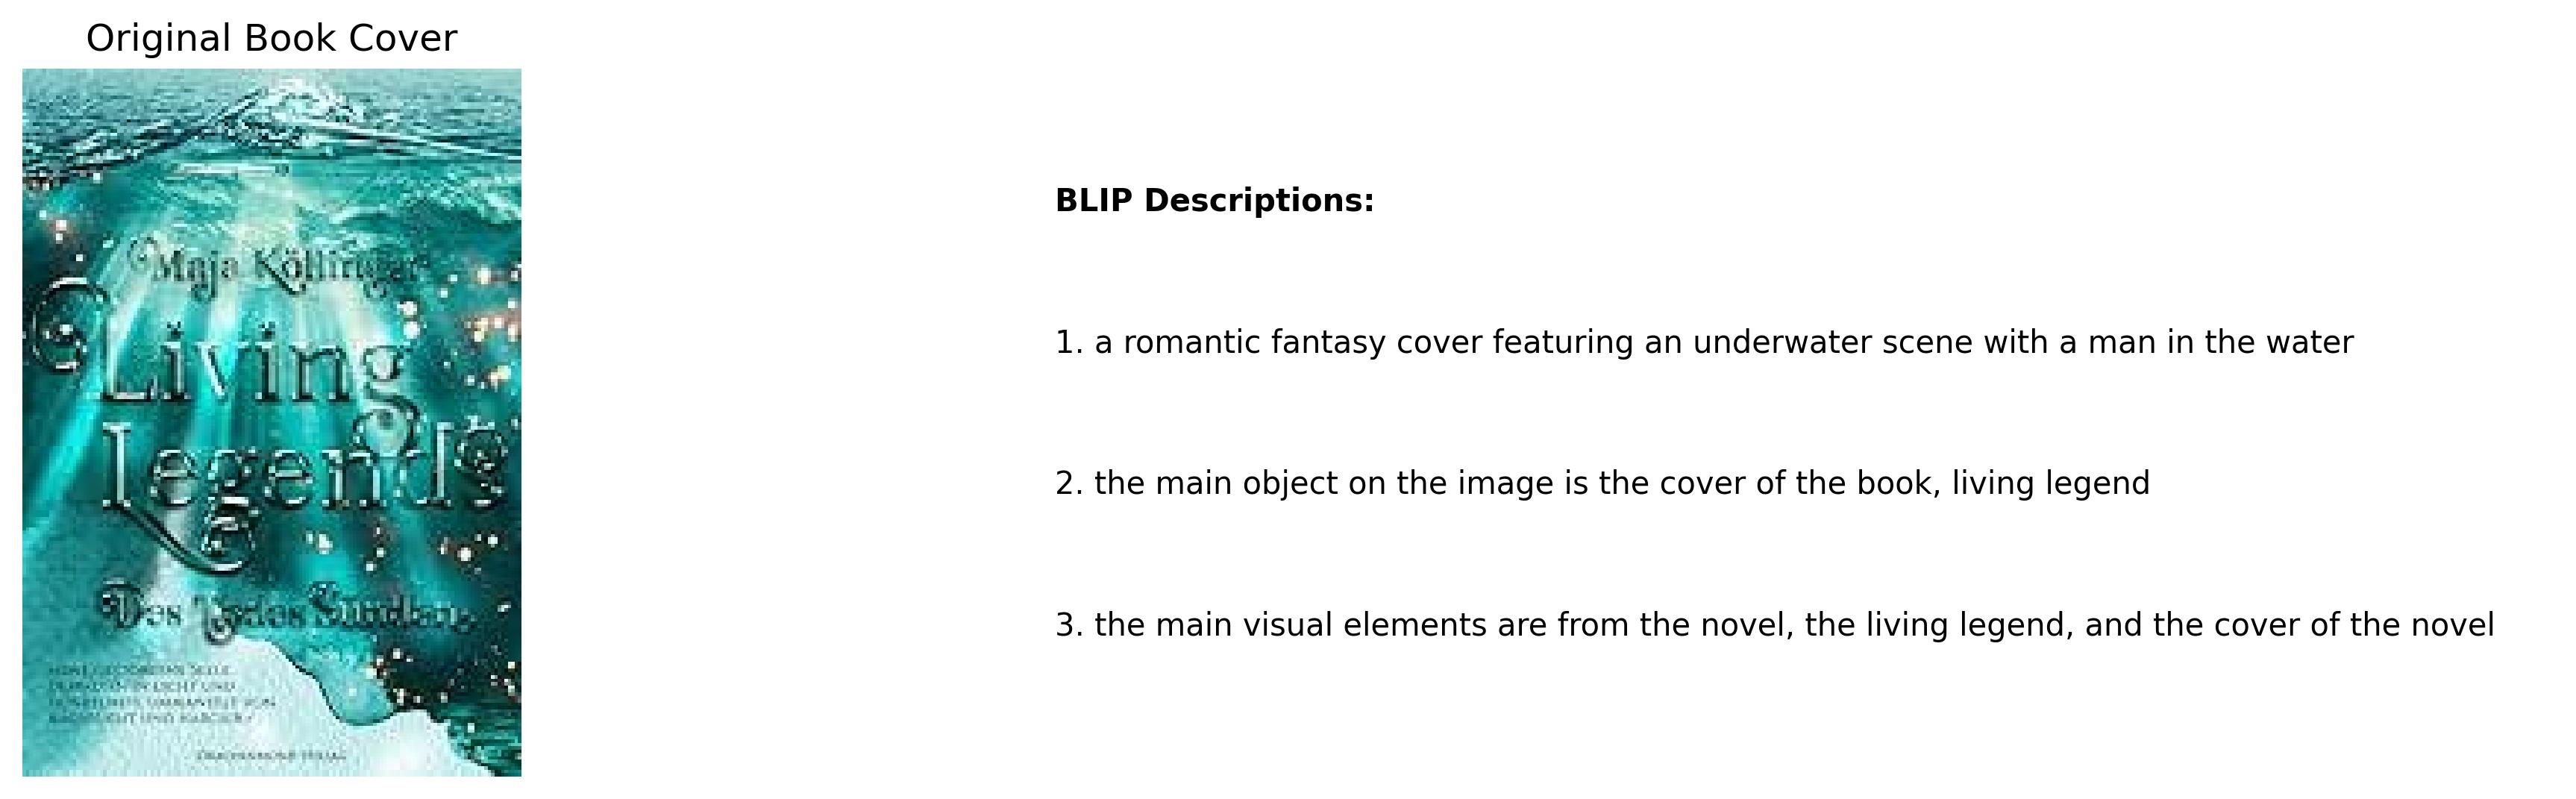 Original Book Cover
Maja Köllinger
Living
Legends
Des Todes Sündan
LICHT UND
BLIP Descriptions:
1. a romantic fantasy cover featuring an underwater scene with a man in the water
2. the main object on the image is the cover of the book, living legend
3. the main visual elements are from the novel, the living legend, and the cover of the novel